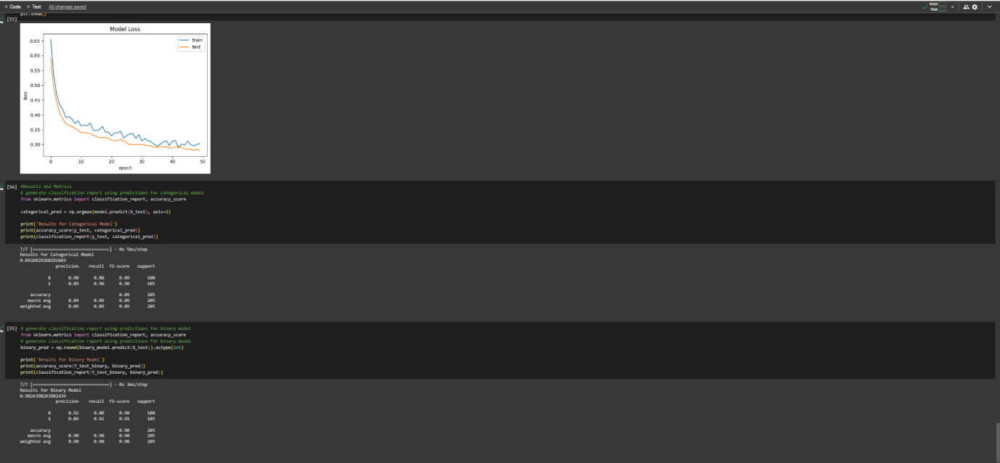 + Code + Text All changes saved
RAM
Disk
plt.show()
[53]
Model Loss
train
test
0.65
0.60
0.55
0.50
0.45
0.40
0.35
0.30
loss
0 10 20 30 40 50
epoch
[54] #Results and Metrics
# generate classification report using predictions for categorical model
from sklearn.metrics import classification_report, accuracy_score
categorical_pred = np.argmax(model.predict(X_test), axis=1)
print('Results for Categorical Model')
print(accuracy_score(y_test, categorical_pred))
print(classification_report(y_test, categorical_pred))
7/7 [==============================] - 0s 5ms/step
Results for Categorical Model
0.8926829268292683
precision recall f1-score support
0 0.90 0.88 0.89 100
1 0.89 0.90 0.90 105
accuracy 0.89 205
macro avg 0.89 0.89 0.89 205
weighted avg 0.89 0.89 0.89 205
[55] # generate classification report using predictions for binary model
from sklearn.metrics import classification_report, accuracy_score
# generate classification report using predictions for binary model
binary_pred = np.round(binary_model.predict(X_test)).astype(int)
print('Results for Binary Model')
print(accuracy_score(Y_test_binary, binary_pred))
print(classification_report(Y_test_binary, binary_pred))
7/7 [==============================] - 0s 3ms/step
Results for Binary Model
0.9024390243902439
precision recall f1-score support
0 0.92 0.88 0.90 100
1 0.89 0.92 0.91 105
accuracy 0.90 205
macro avg 0.90 0.90 0.90 205
weighted avg 0.90 0.90 0.90 205